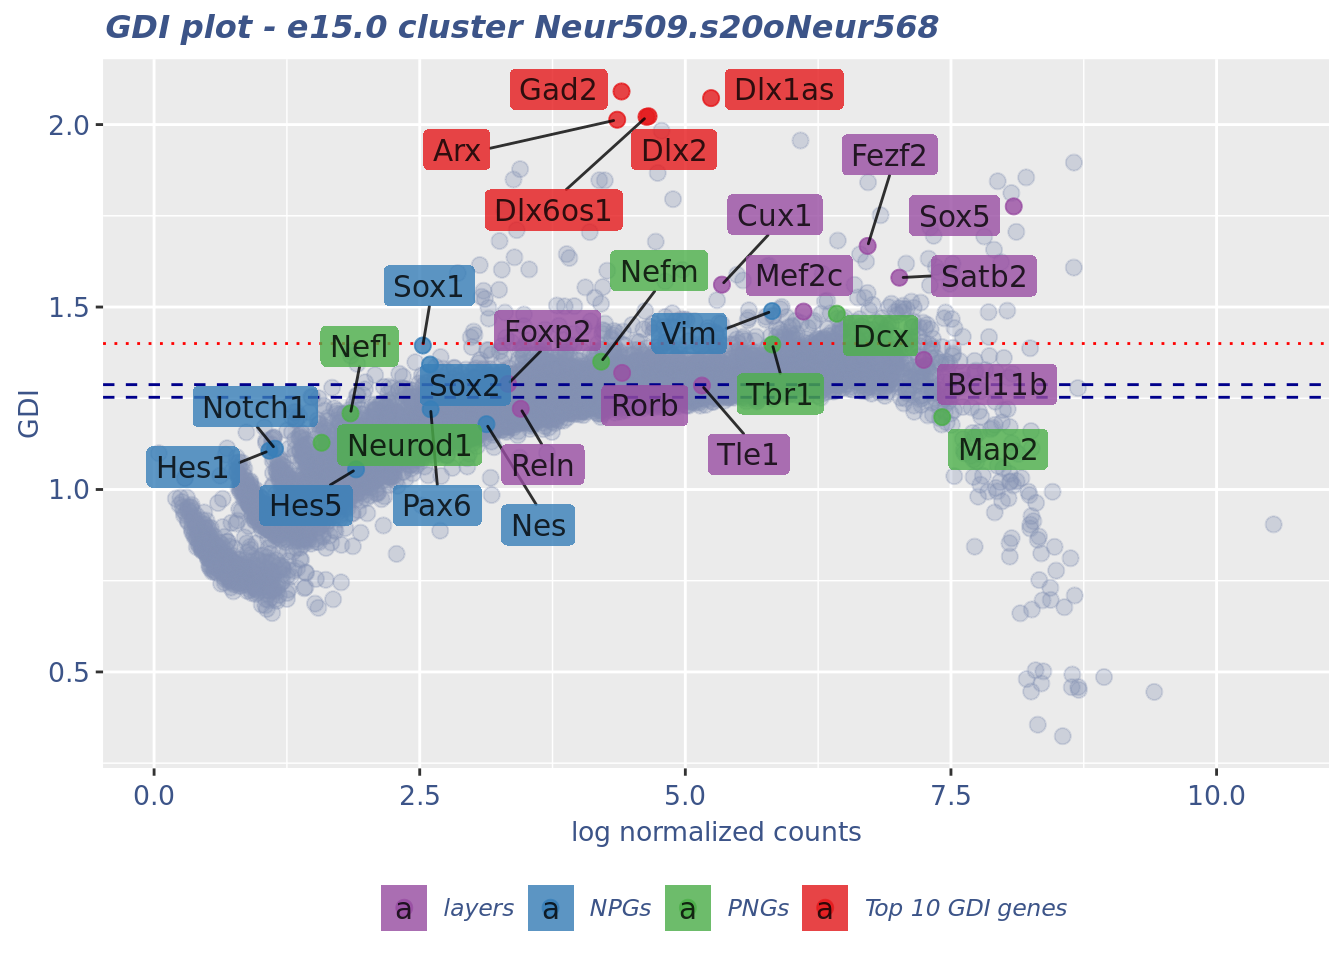 GDI plot - e15.0 cluster Neur509.s20oNeur568
Gad2
Dlx1as
Arx
Dlx2
Fezf2
Dlx6os1
Cux1
Sox5
Nefm
Mef2c
Satb2
Sox1
Foxp2
Vim
Dcx
Nefl
Sox2
Bcl11b
Notch1
Rorb
Tbr1
Neurod1
Tle1
Map2
Hes1
Reln
Hes5
Pax6
Nes
2.0
1.5
1.0
0.5
GDI
0.0
2.5
5.0
7.5
10.0
log normalized counts
a layers
a NPGs
a PNGs
a Top 10 GDI genes